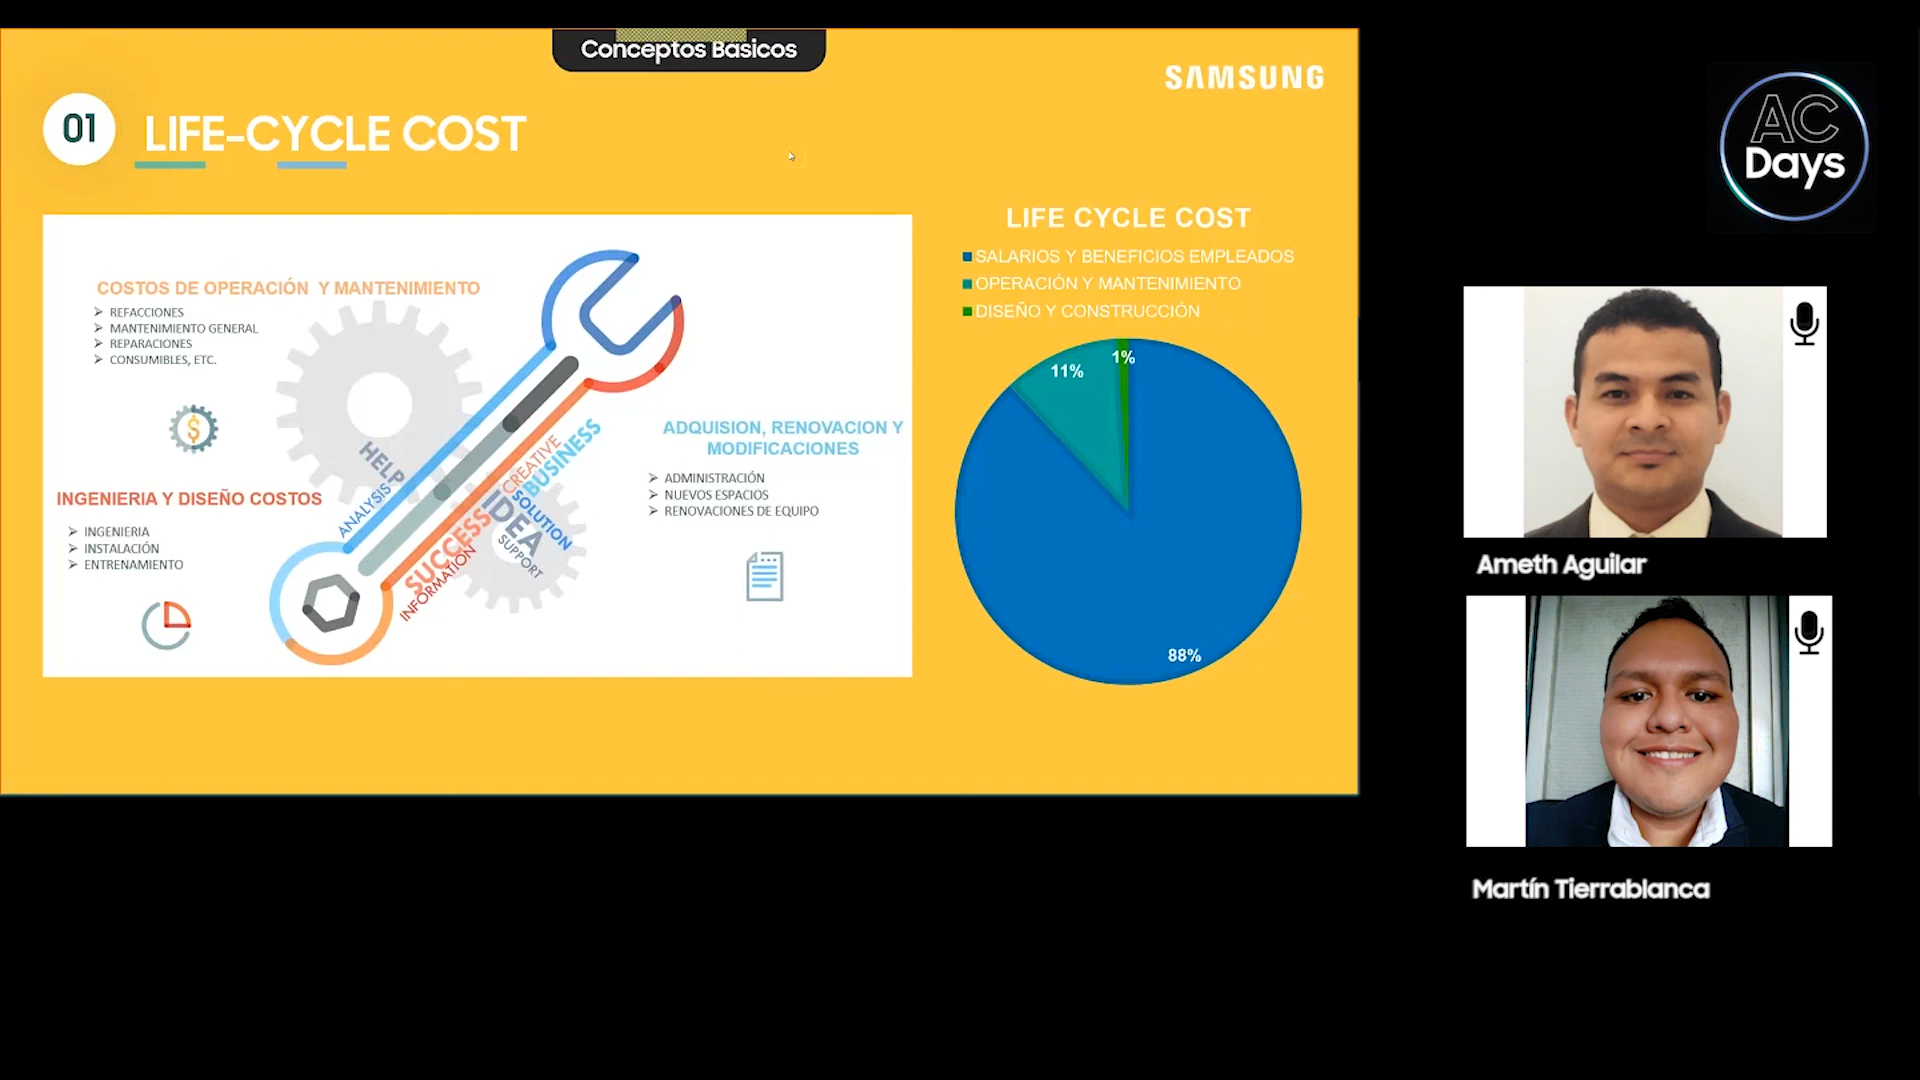 Conceptos Basicos
SAMSUNG
01
LIFE-CYCLE COST
AC
Days
LIFE CYCLE COST
SALARIOS Y BENEFICIOS EMPLEADOS
OPERACIÓN Y MANTENIMIENTO
DISEÑO Y CONSTRUCCIÓN
1%
11%
88%
COSTOS DE OPERACIÓN Y MANTENIMIENTO
REFACCIONES
MANTENIMIENTO GENERAL
REPARACIONES
CONSUMIBLES, ETC.
$
INGENIERIA Y DISEÑO COSTOS
INGENIERIA
INSTALACIÓN
ENTRENAMIENTO
HELP
ANALYSIS
CREATIVE
BUSINESS
SOLUTION
IDEA
SUPPORT
SUCCESS
INFORMATION
ADQUISION, RENOVACION Y
MODIFICACIONES
ADMINISTRACIÓN
NUEVOS ESPACIOS
RENOVACIONES DE EQUIPO
Ameth Aguilar
Martín Tierrablanca